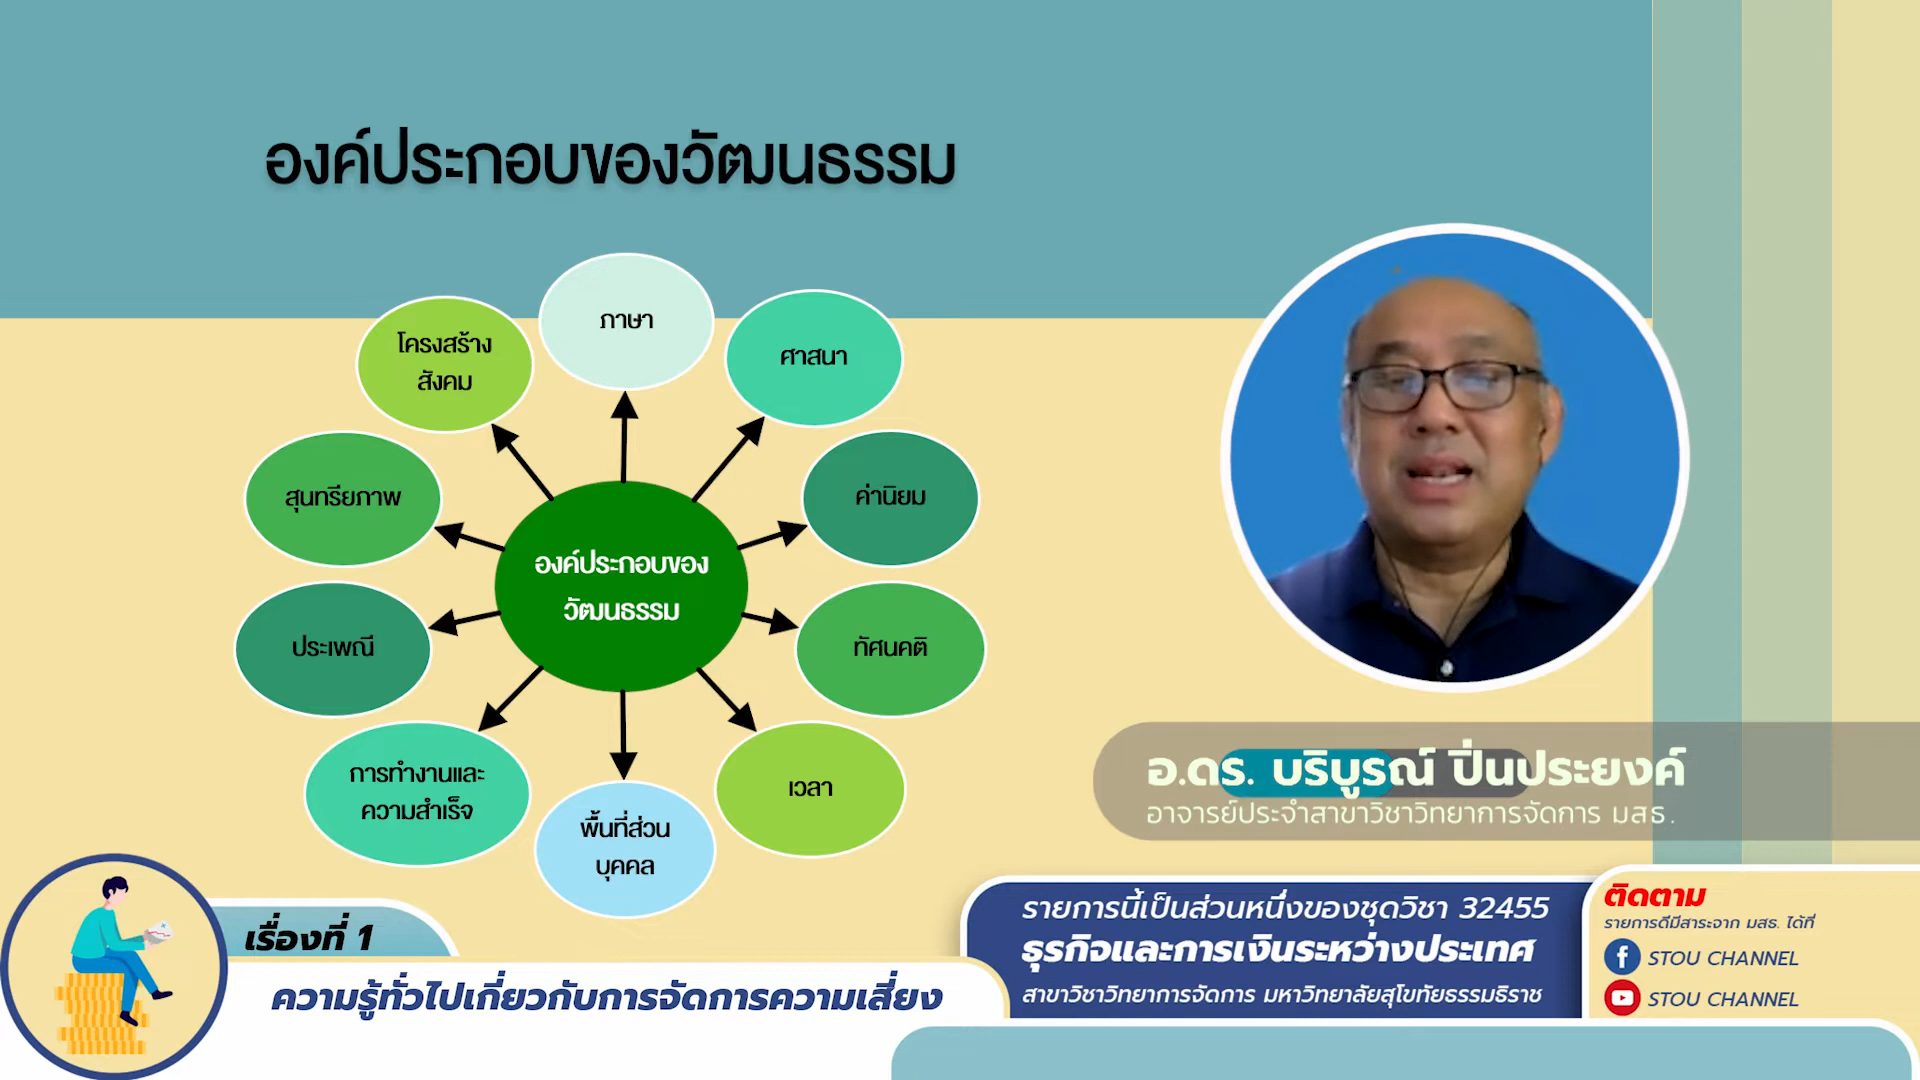 องค์ประกอบของวัฒนธรรม
ภาษา
ศาสนา
ค่านิยม
ทัศนคติ
เวลา
พื้นที่ส่วน
บุคคล
การทำงานและ
ความสำเร็จ
ประเพณี
สุนทรียภาพ
โครงสร้าง
สังคม
องค์ประกอบของ
วัฒนธรรม
อ.ดร. บริบูรณ์ ปิ่นประยงค์
อาจารย์ประจำสาขาวิชาวิทยาการจัดการ มสธ.
เรื่องที่ 1
ความรู้ทั่วไปเกี่ยวกับการจัดการความเสี่ยง
รายการนี้เป็นส่วนหนึ่งของชุดวิชา 32455
ธุรกิจและการเงินระหว่างประเทศ
สาขาวิชาวิทยาการจัดการ มหาวิทยาลัยสุโขทัยธรรมธิราช
ติดตาม
รายการดีมีสาระจาก มสธ. ได้ที่
STOU CHANNEL
STOU CHANNEL